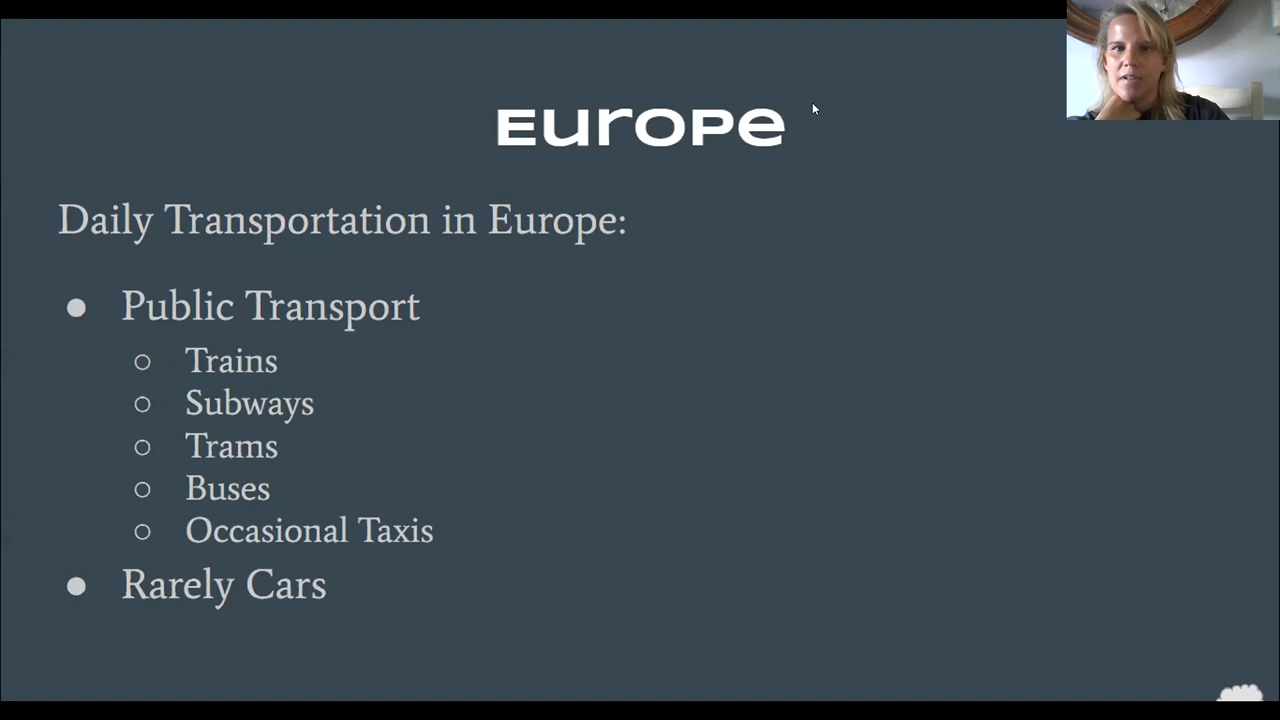 Europe
Daily Transportation in Europe:
● Public Transport
○ Trains
○ Subways
○ Trams
○ Buses
○ Occasional Taxis
● Rarely Cars